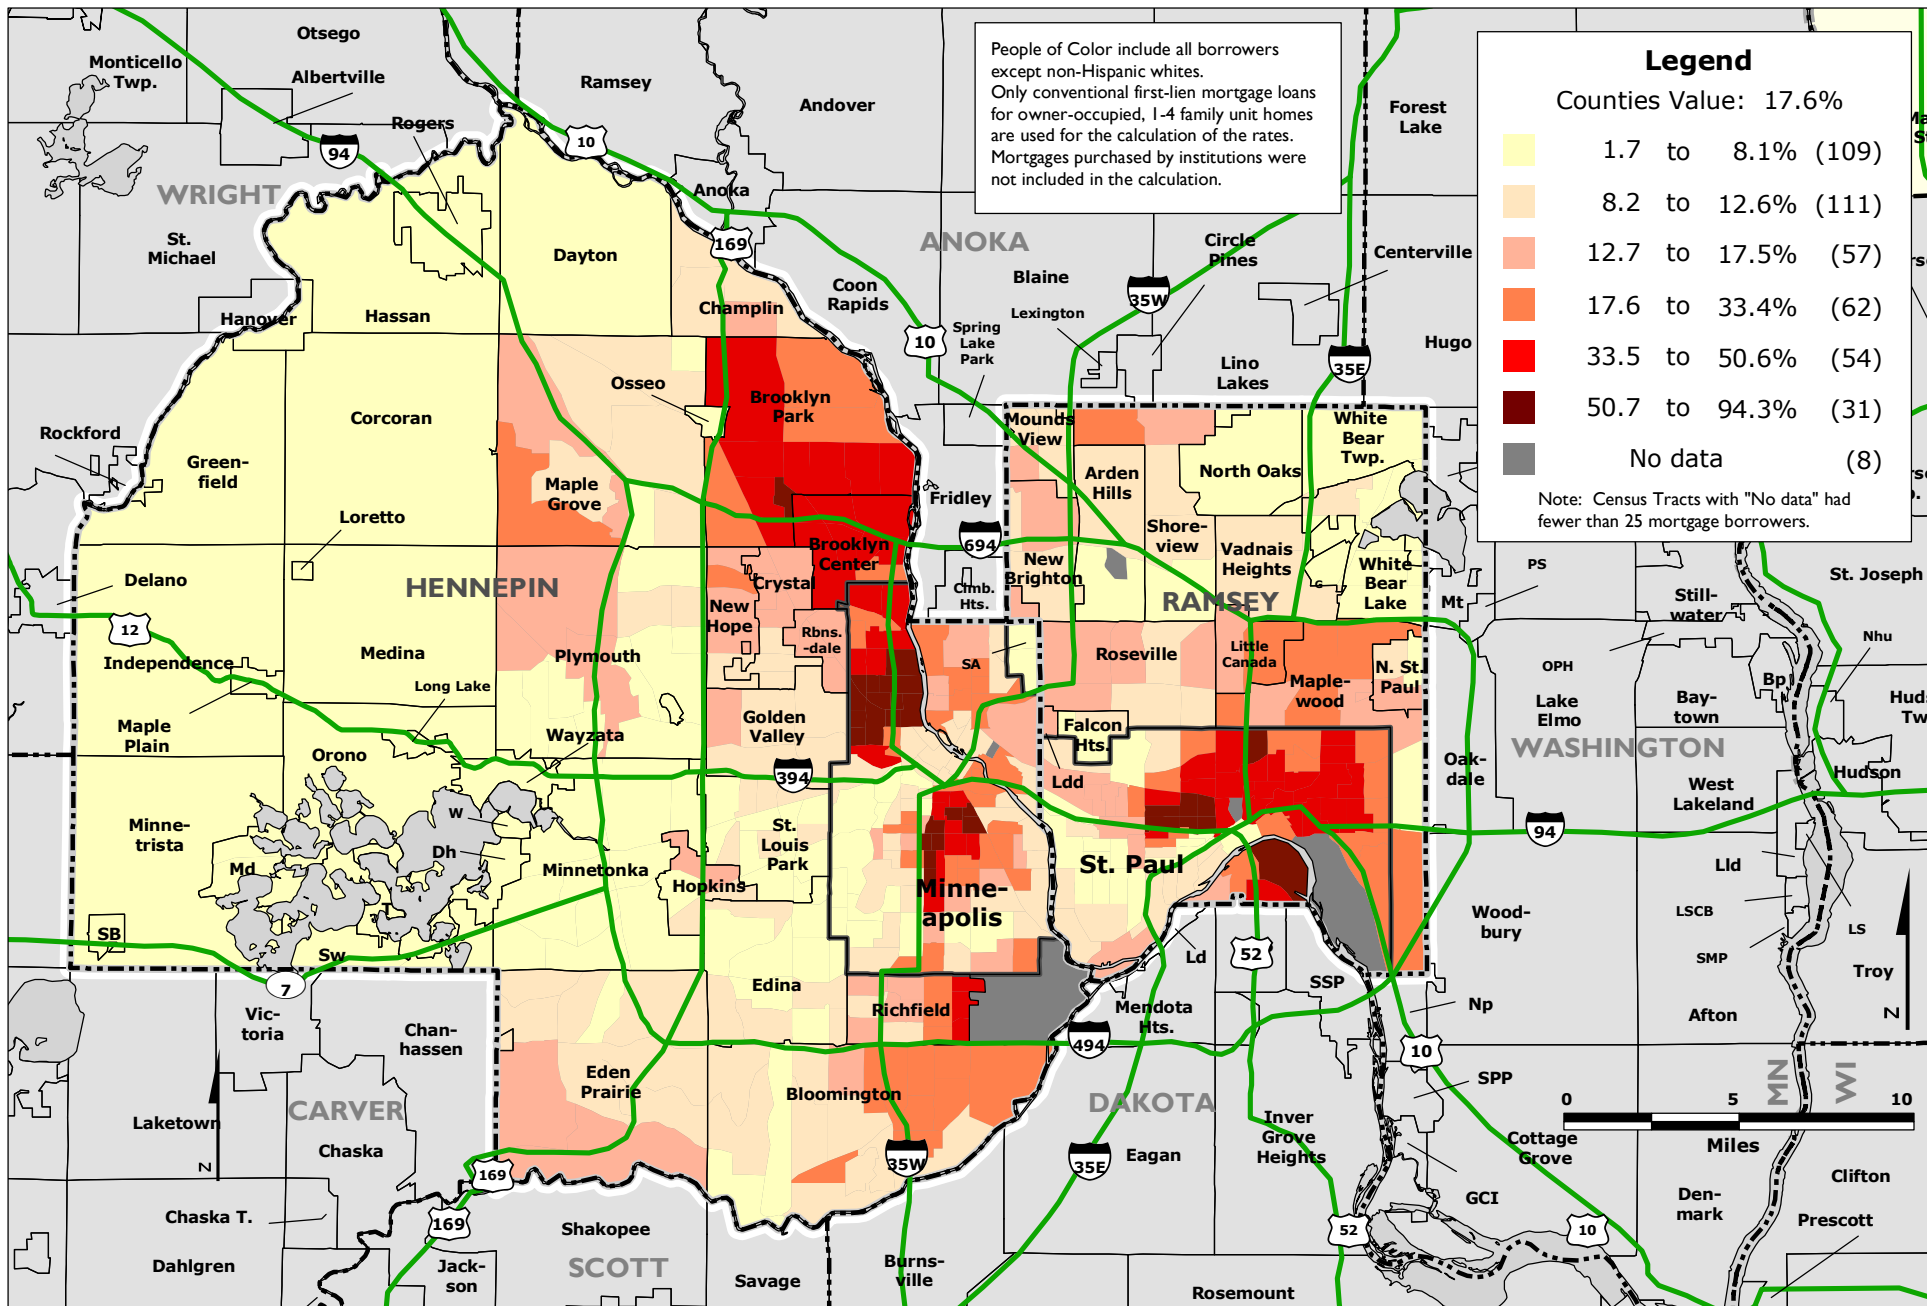 Otsego
Monticello
Twp.
Albertville
Ramsey
Andover
Rogers
94
10
WRIGHT
Anoka
St.
Michael
169
Dayton
ANOKA
Coon
Rapids
Blaine
Circle
Pines
Forest
Lake
Centerville
35W
Lexington
Hanover
Hassan
Champlin
10
Spring
Lake
Park
Lino
Lakes
35E
Hugo
People of Color include all borrowers
except non-Hispanic whites.
Only conventional first-lien mortgage loans
for owner-occupied, 1-4 family unit homes
are used for the calculation of the rates.
Mortgages purchased by institutions were
not included in the calculation.
Legend
Counties Value: 17.6%
1.7 to 8.1% (109)
8.2 to 12.6% (111)
12.7 to 17.5% (57)
17.6 to 33.4% (62)
33.5 to 50.6% (54)
50.7 to 94.3% (31)
No data (8)
Note: Census Tracts with "No data" had
fewer than 25 mortgage borrowers.
Osseo
Brooklyn
Park
Corcoran
Rockford
Green-
field
Maple
Grove
Loretto
Fridley
694
Mounds
View
Arden
Hills
North Oaks
White
Bear
Twp.
Shore-
view
Vadnais
Heights
White
Bear
Lake
G
New
Brighton
RAMSEY
Clmb.
Hts.
Delano
HENNEPIN
Brooklyn
Center
Crystal
New
Hope
Rbns.
-dale
SA
Mt
PS
Still-
water
St. Joseph
Nhu
12
Independence
Medina
Plymouth
Long Lake
Roseville
Little
Canada
Maple-
wood
N. St.
Paul
OPH
Lake
Elmo
Bp
Bay-
town
Maple
Plain
Orono
Wayzata
Golden
Valley
394
Falcon
Hts.
Ldd
WASHINGTON
Oak-
dale
West
Lakeland
Hudson
Minne-
trista
W
Dh
Md
T
Minnetonka
Hopkins
St.
Louis
Park
Minne-
apolis
St. Paul
94
Lld
LSCB
LS
SMP
Wood-
bury
Troy
SB
Sw
7
Edina
Richfield
Ld
52
SSP
Mendota
Hts.
Np
Afton
N
Vic-
toria
Chan-
hassen
Eden
Prairie
494
10
Bloomington
SPP
MN
WI
CARVER
DAKOTA
Laketown
Chaska
N
169
35W
35E
Eagan
Inver
Grove
Heights
0 5 10
Miles
Cottage
Grove
GCI
Clifton
Den-
mark
Prescott
Chaska T.
169
Shakopee
52
10
Dahlgren
Jack-
son
SCOTT
Savage
Burns-
ville
Rosemount